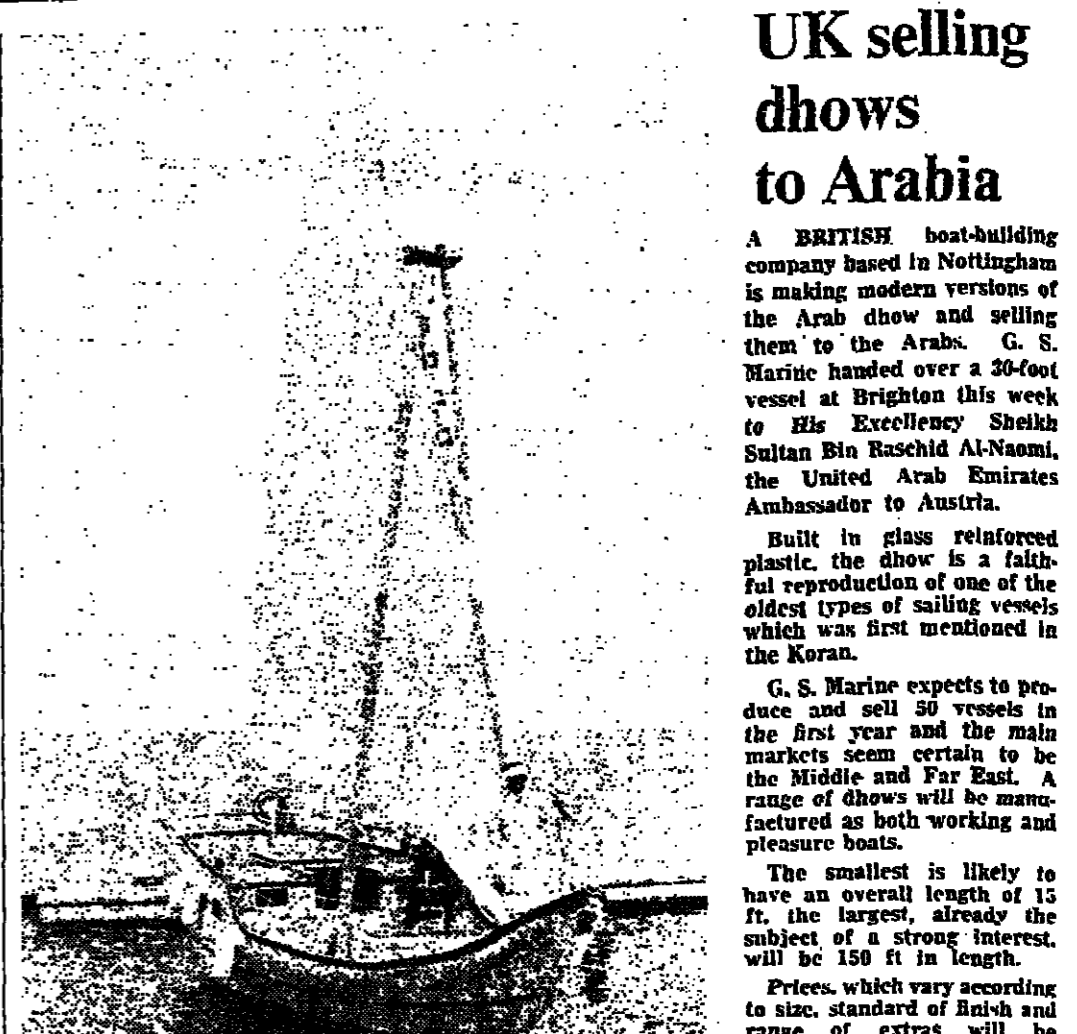 UK selling
dhows
to Arabia
A BRITISH boat-building
company based in Nottingham
is making modern versions of
the Arab dhow and selling
them to the Arabs. G. S.
Marine handed over a 30-foot
vessel at Brighton this week
to His Excellency Sheikh
Sultan Bin Raschid Al-Naomi,
the United Arab Emirates
Ambassador to Austria.
Built in glass reinforced
plastic, the dhow is a faith-
ful reproduction of one of the
oldest types of sailing vessels
which was first mentioned in
the Koran.
G. S. Marine expects to pro-
duce and sell 50 vessels in
the first year and the main
markets seem certain to be
the Middle and Far East. A
range of dhows will be manu-
factured as both working and
pleasure boats.
The smallest is likely to
have an overall length of 15
ft, the largest, already the
subject of a strong interest,
will be 150 ft in length.
Prices, which vary according
to size, standard of finish and
range of extras will be